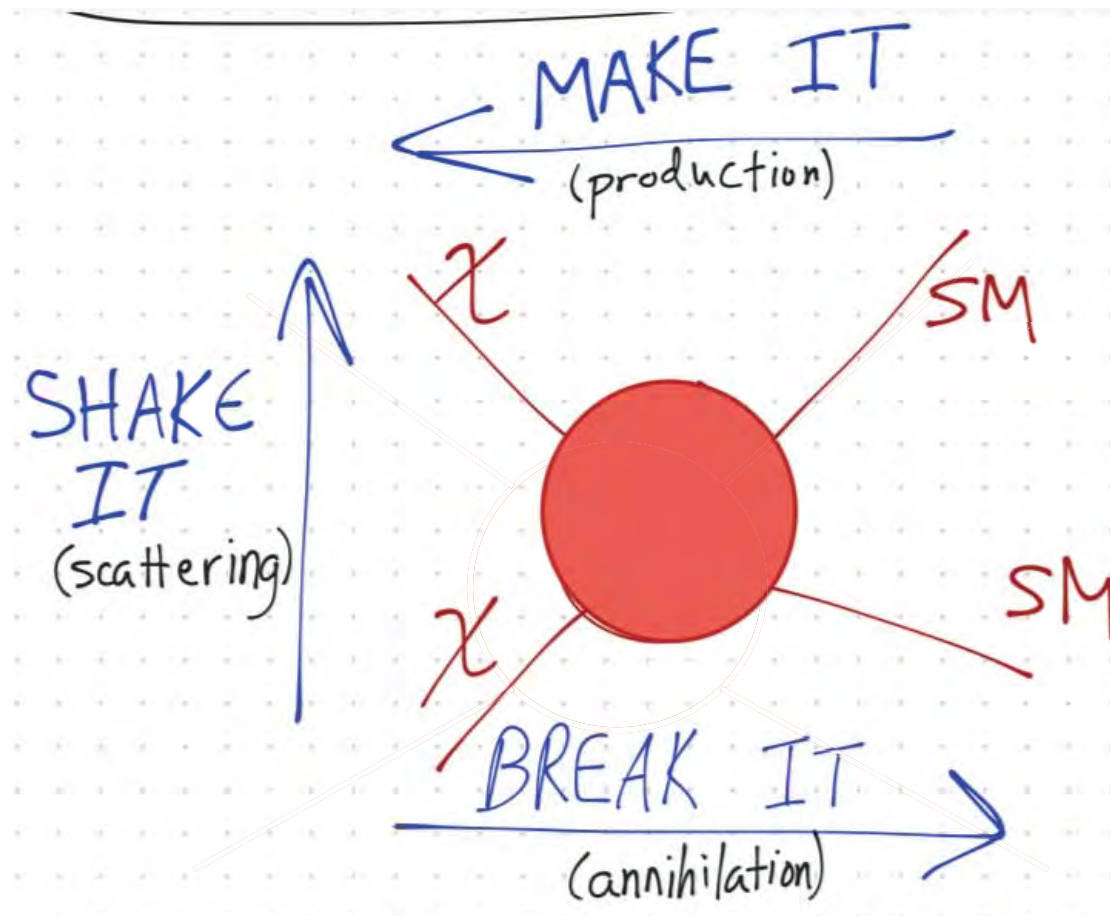 MAKE IT
(production)
χ
SM
SHAKE
IT
(scattering)
SM
χ
BREAK IT
(annihilation)